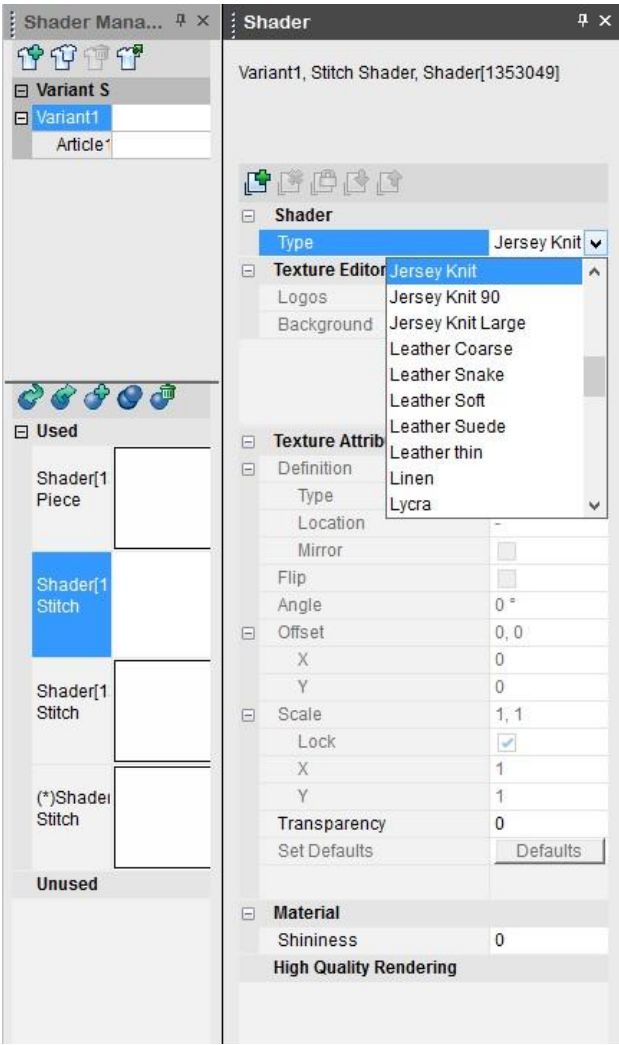 Shader Mana...
Variant S
Variant1
Article1
Used
Shader[1
Piece
Shader[1
Stitch
Shader[1
Stitch
(*)Shader
Stitch
Unused
Shader
Variant1, Stitch Shader, Shader[1353049]
Shader
Type Jersey Knit
Texture Editor
Logos
Background
Jersey Knit
Jersey Knit 90
Jersey Knit Large
Leather Coarse
Leather Snake
Leather Soft
Leather Suede
Leather thin
Linen
Lycra
Texture Attrib
Definition
Type
Location -
Mirror
Flip
Angle 0 °
Offset 0, 0
X 0
Y 0
Scale 1, 1
Lock
X 1
Y 1
Transparency 0
Set Defaults Defaults
Material
Shininess 0
High Quality Rendering